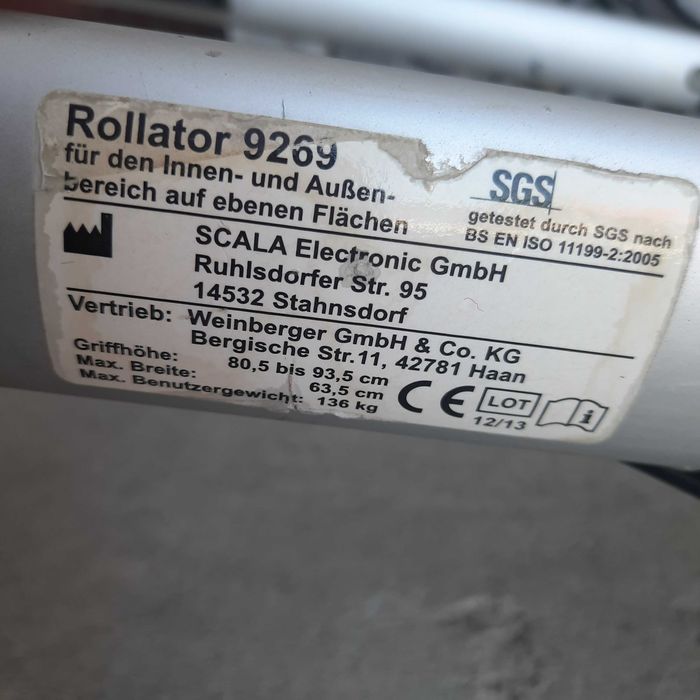 Rollator 9269
für den Innen- und Außen-
bereich auf ebenen Flächen
SGS
getestet durch SGS nach
BS EN ISO 11199-2:2005
SCALA Electronic GmbH
Ruhlsdorfer Str. 95
14532 Stahnsdorf
Vertrieb: Weinberger GmbH & Co. KG
Bergische Str.11, 42781 Haan
Griffhöhe: 80,5 bis 93,5 cm
Max. Breite: 63,5 cm
Max. Benutzergewicht: 136 kg
CE
LOT
12/13
i